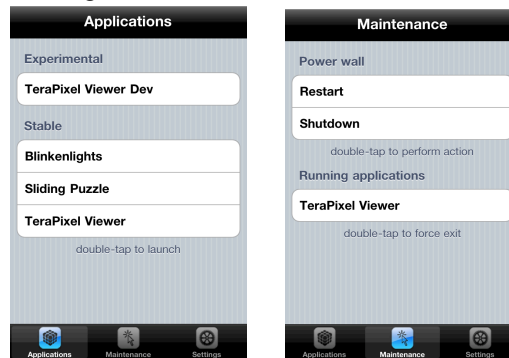 Applications
Experimental
TeraPixel Viewer Dev
Stable
Blinkenlights
Sliding Puzzle
TeraPixel Viewer
double-tap to launch
Applications
Maintenance
Settings
Maintenance
Power wall
Restart
Shutdown
double-tap to perform action
Running applications
TeraPixel Viewer
double-tap to force exit
Applications
Maintenance
Settings